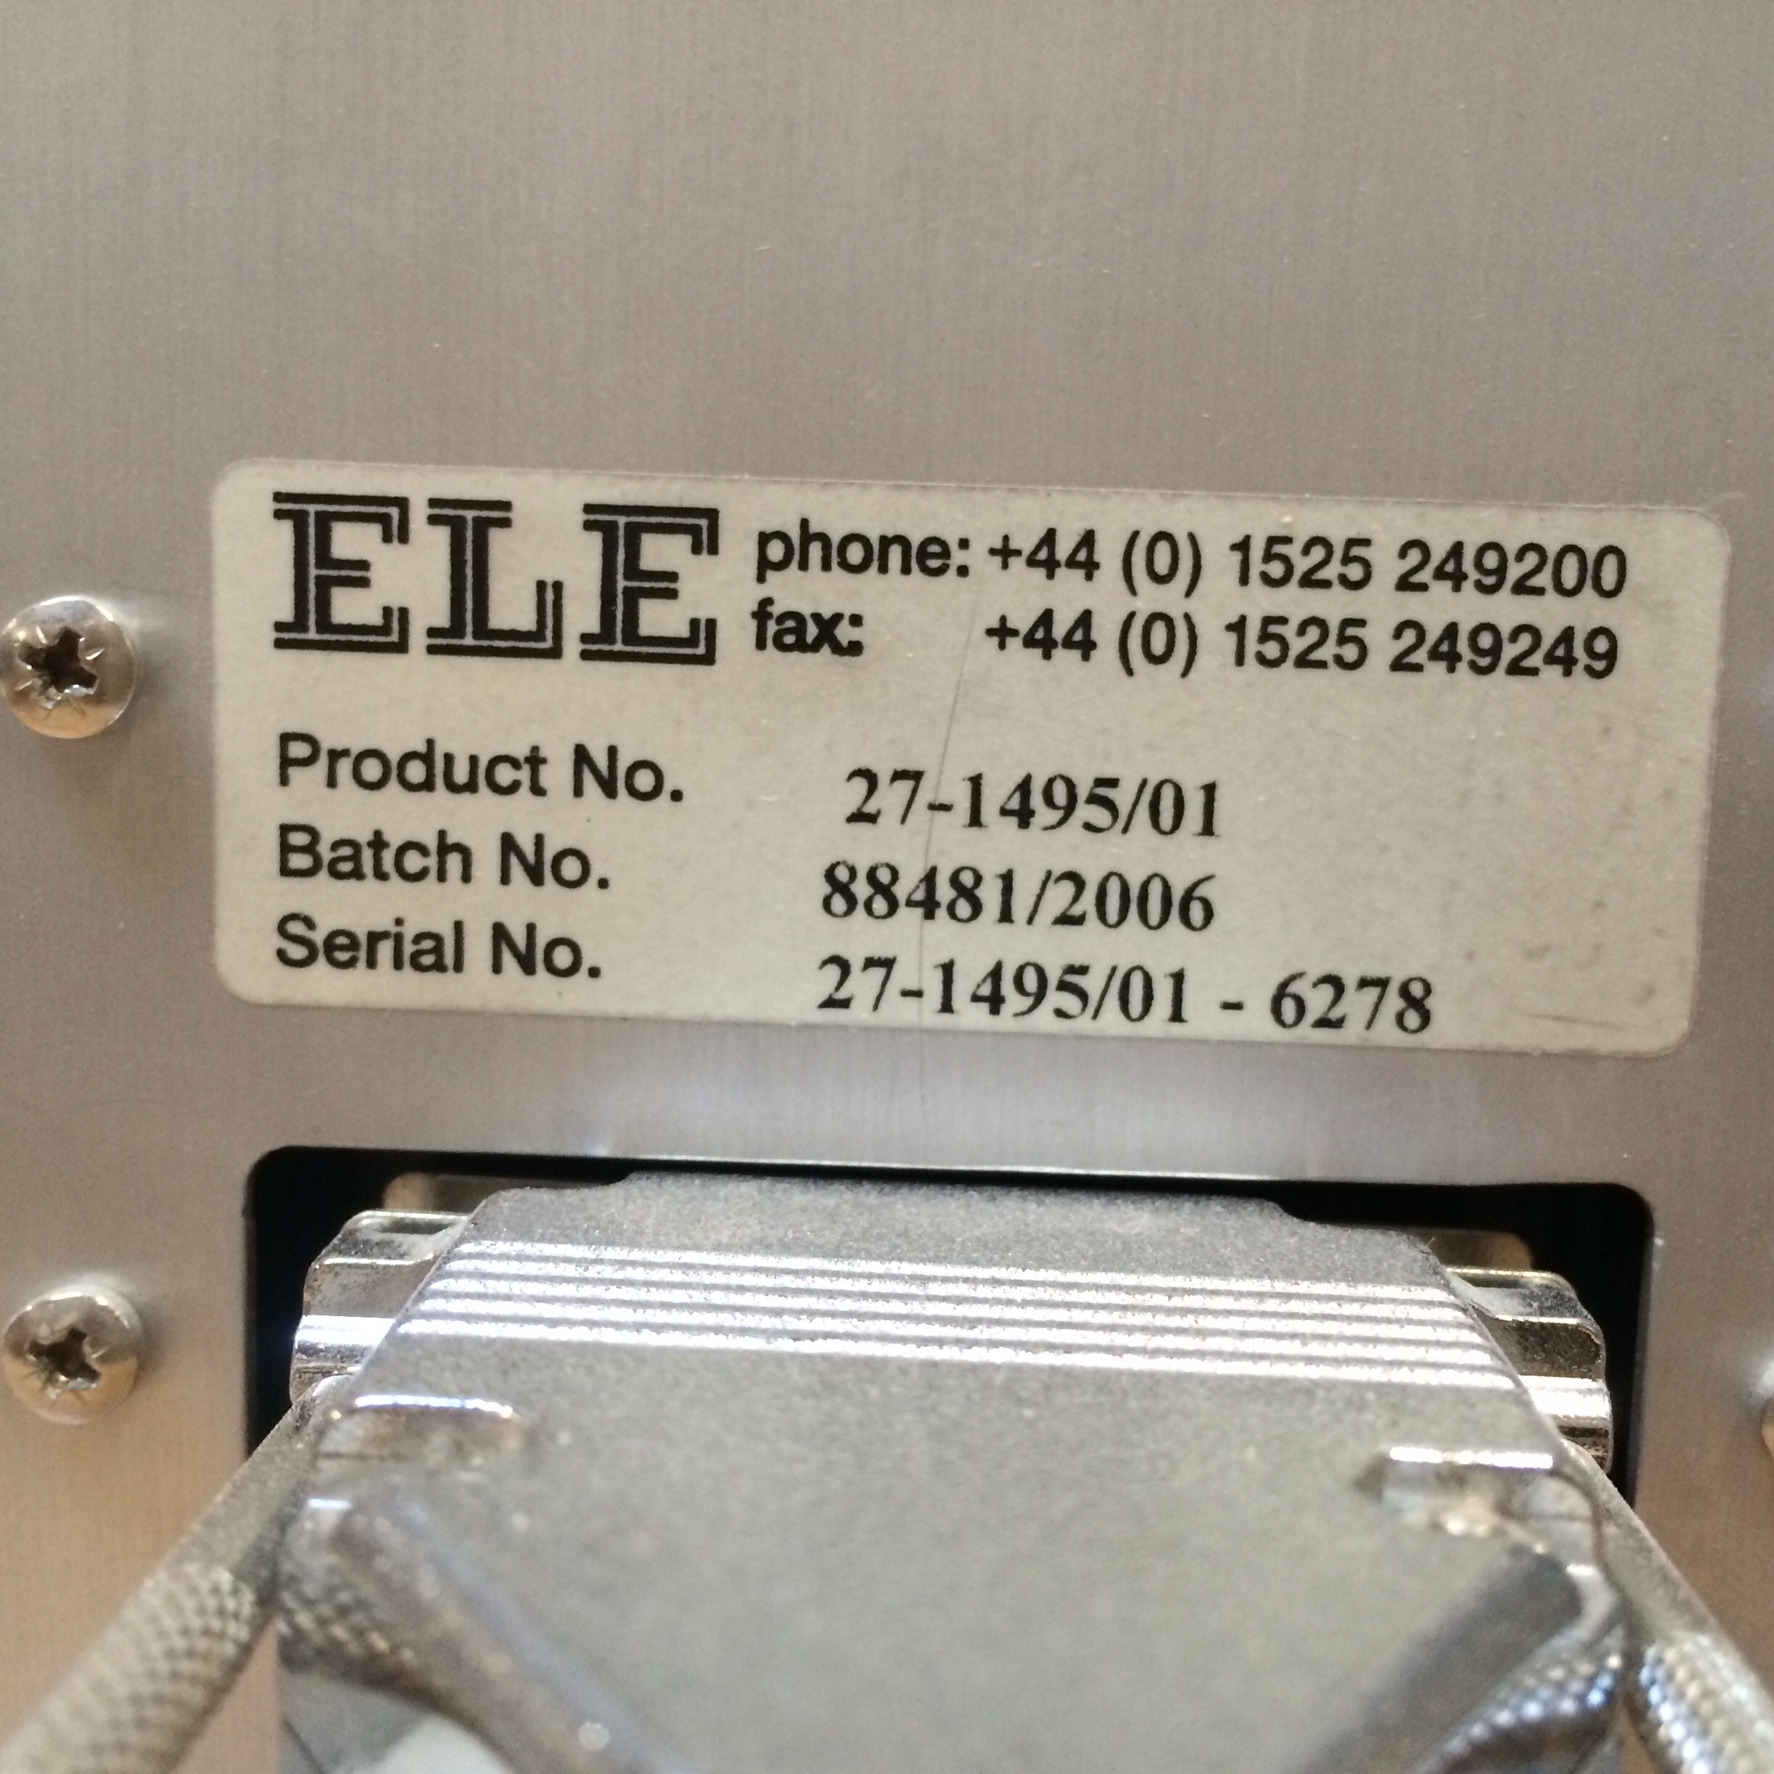 ELE
phone: +44 (0) 1525 249200
fax: +44 (0) 1525 249249
Product No. 27-1495/01
Batch No. 88481/2006
Serial No. 27-1495/01 - 6278